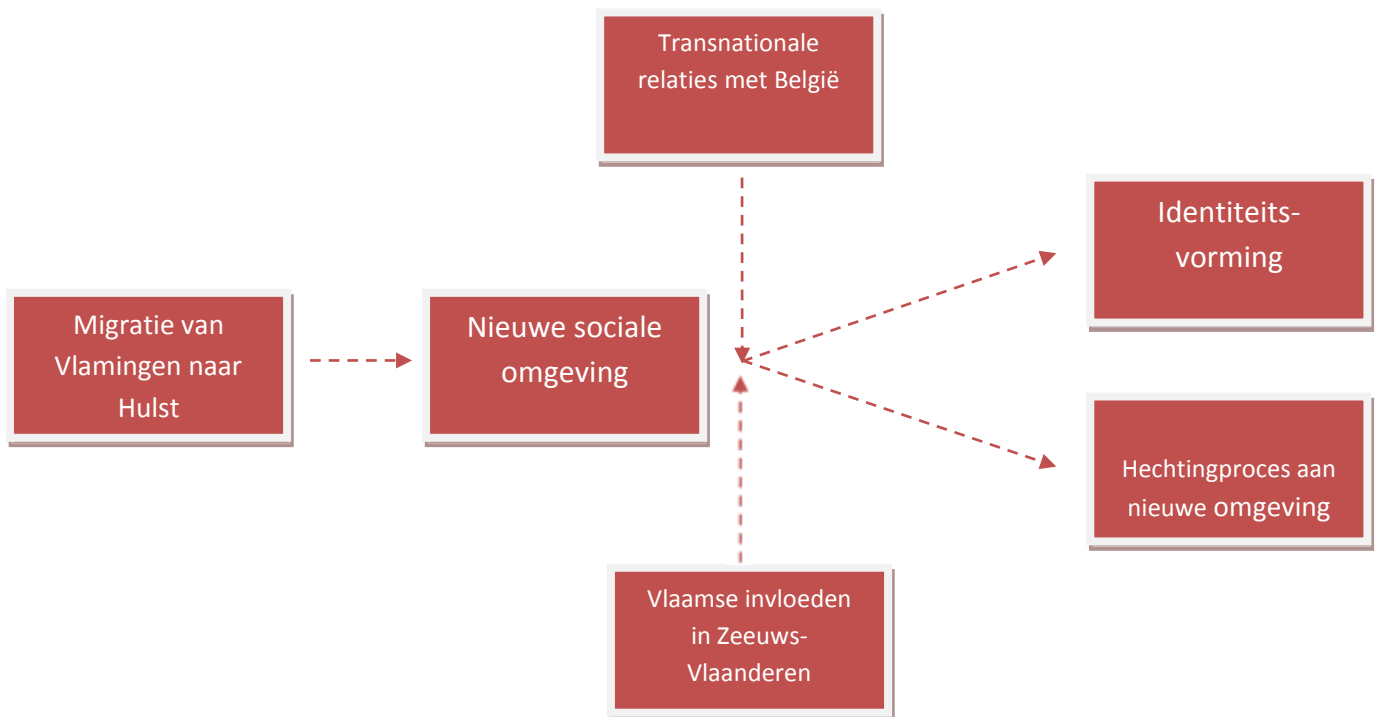 Transnationale
relaties met België
Identiteits-
vorming
Migratie van
Vlamingen naar
Hulst
Nieuwe sociale
omgeving
Hechtingproces aan
nieuwe omgeving
Vlaamse invloeden
in Zeeuws-
Vlaanderen